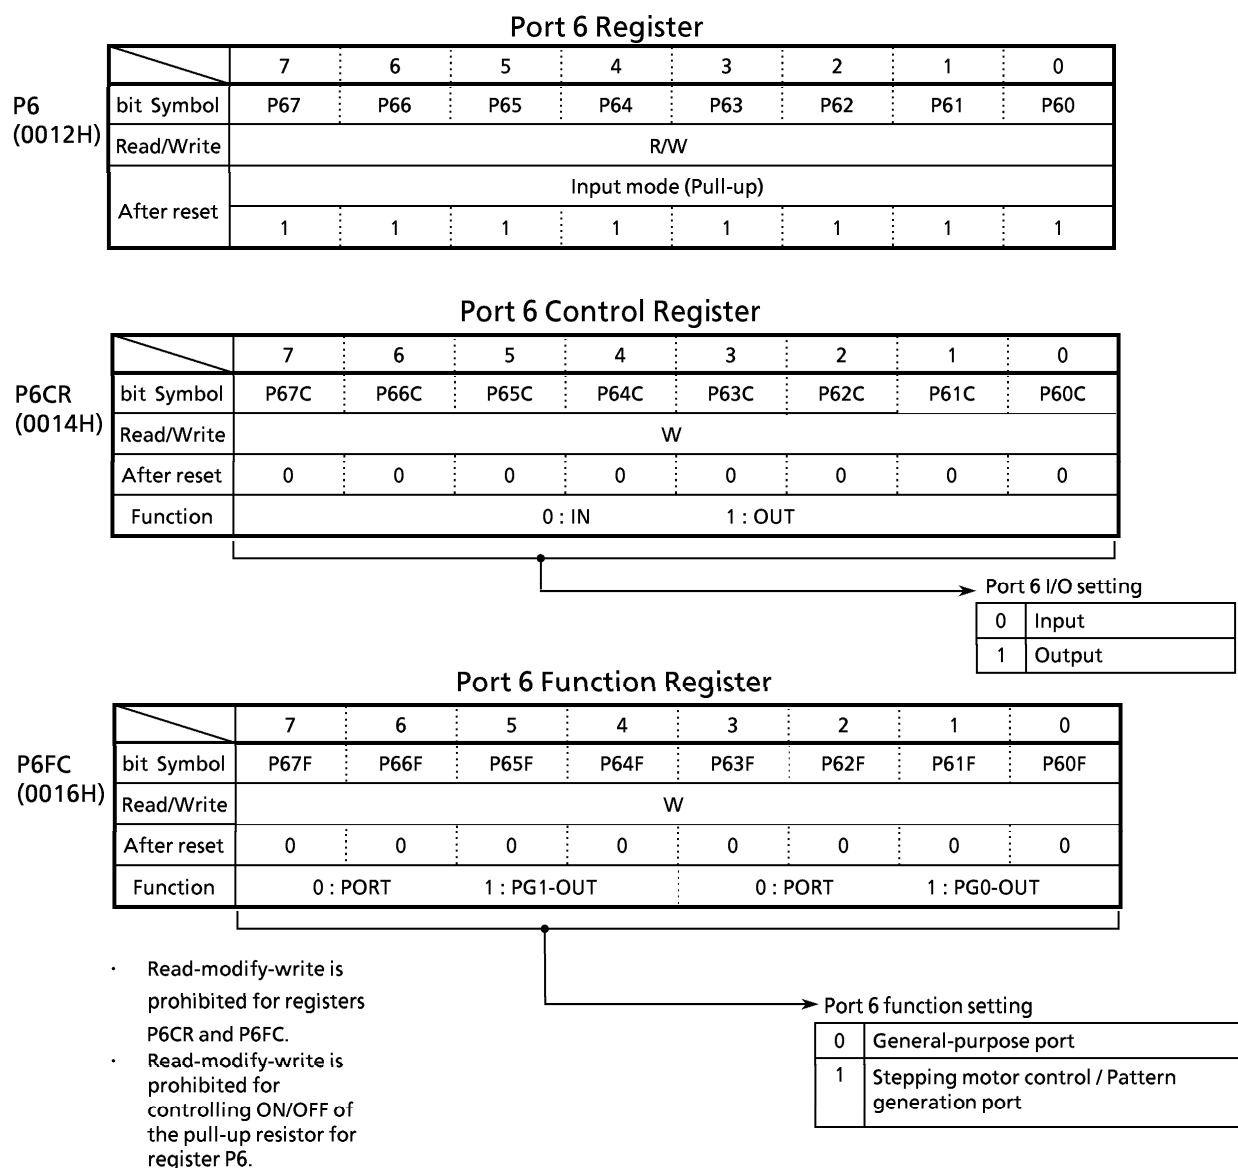 Port 6 Register
7 6 5 4 3 2 1 0
P6
(0012H)
bit Symbol P67 P66 P65 P64 P63 P62 P61 P60
Read/Write R/W
After reset
Input mode (Pull-up)
1 1 1 1 1 1 1 1
Port 6 Control Register
7 6 5 4 3 2 1 0
P6CR
(0014H)
bit Symbol P67C P66C P65C P64C P63C P62C P61C P60C
Read/Write W
After reset 0 0 0 0 0 0 0 0
Function 0 : IN 1 : OUT
Port 6 I/O setting
0 Input
1 Output
Port 6 Function Register
7 6 5 4 3 2 1 0
P6FC
(0016H)
bit Symbol P67F P66F P65F P64F P63F P62F P61F P60F
Read/Write W
After reset 0 0 0 0 0 0 0 0
Function 0 : PORT 1 : PG1-OUT 0 : PORT 1 : PG0-OUT
· Read-modify-write is
prohibited for registers
P6CR and P6FC.
· Read-modify-write is
prohibited for
controlling ON/OFF of
the pull-up resistor for
register P6.
Port 6 function setting
0 General-purpose port
1 Stepping motor control / Pattern
generation port